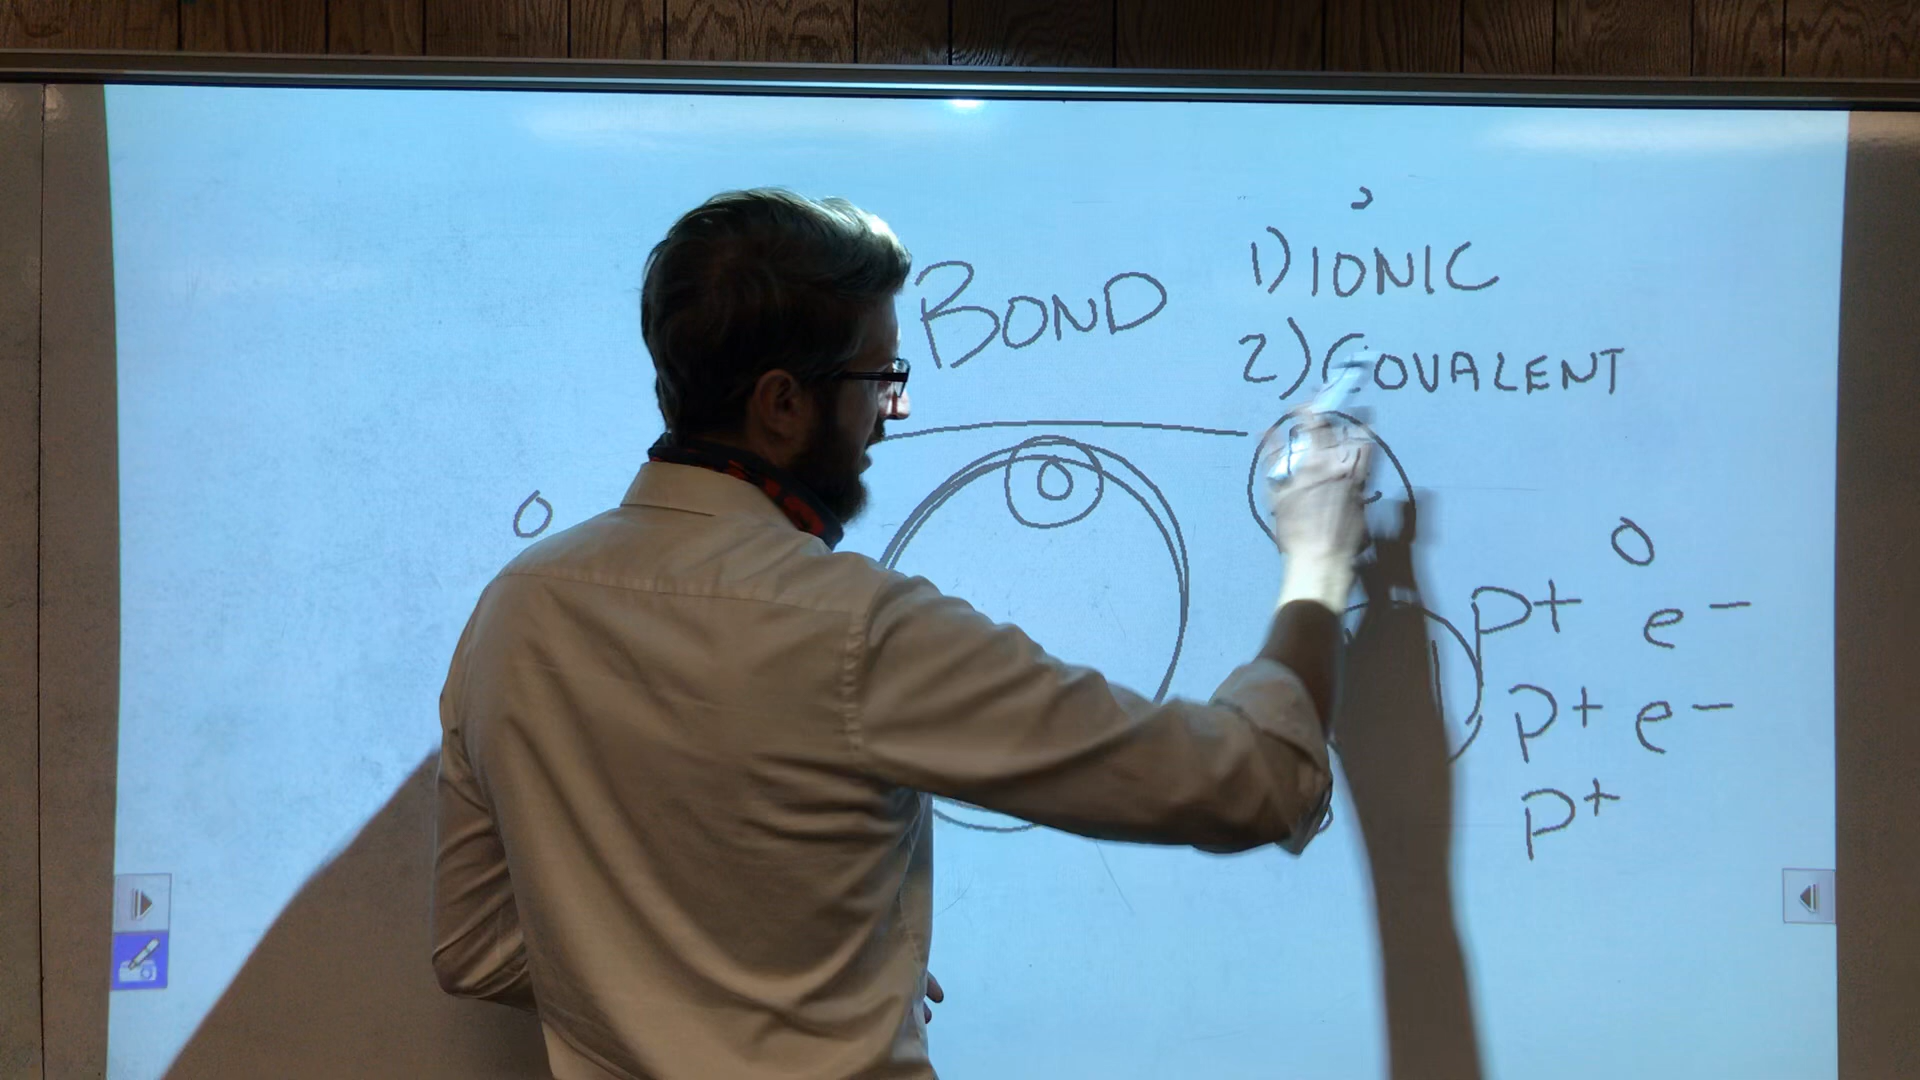 BOND
1) IONIC
2) COVALENT
P+ e-
P+ e-
P+